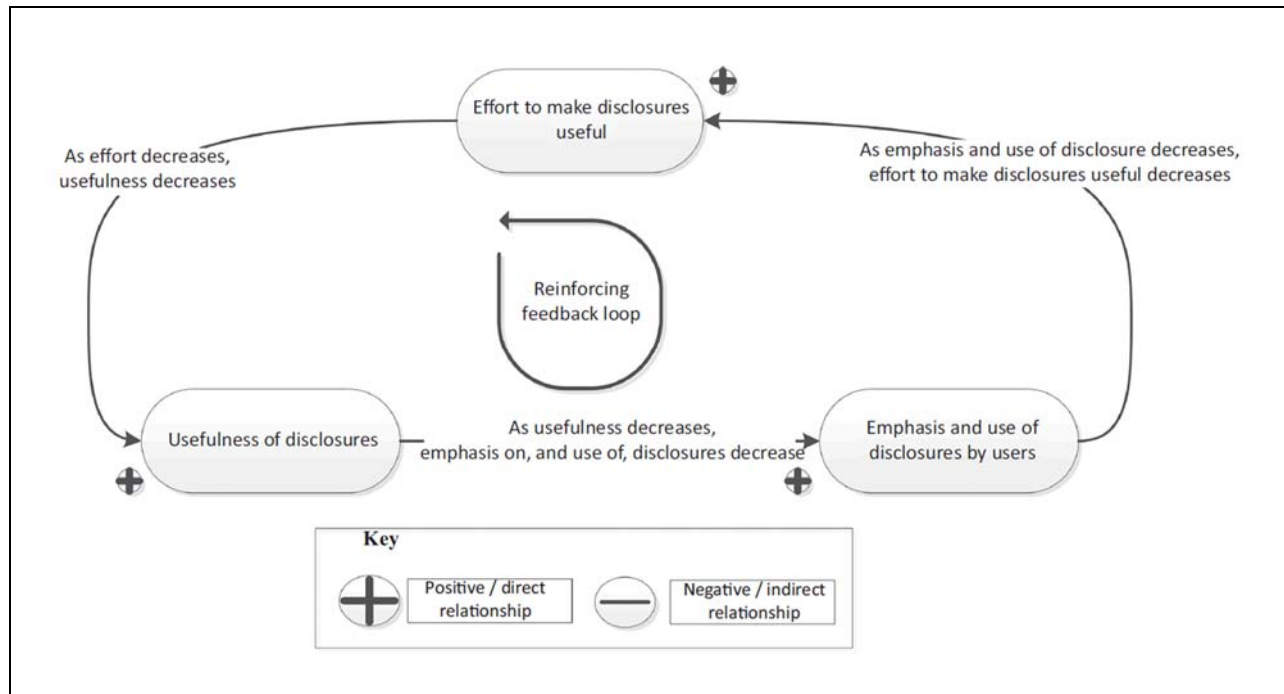 Effort to make disclosures
useful
As effort decreases,
usefulness decreases
As emphasis and use of disclosure decreases,
effort to make disclosures useful decreases
Reinforcing
feedback loop
Usefulness of disclosures
As usefulness decreases,
emphasis on, and use of, disclosures decrease
Emphasis and use of
disclosures by users
Key
Positive / direct
relationship
Negative / indirect
relationship